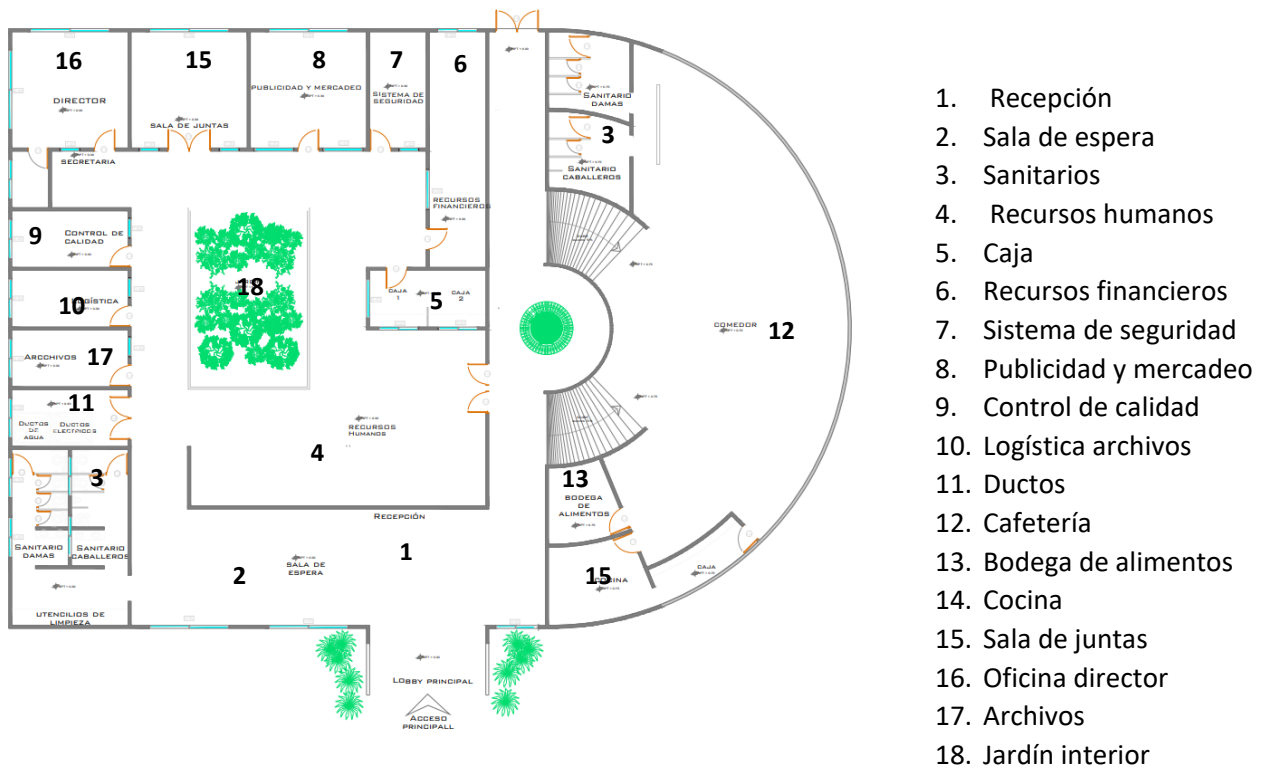 16
15
8
7
6
DIRECTOR
SALA DE JUNTAS
PUBLICIDAD Y MERCADEO
SISTEMA DE
SEGURIDAD
SANITARIO
DAMAS
3
SANITARIO
CABALLEROS
SECRETARIA
RECURSOS
FINANCIEROS
9
CONTROL DE
CALIDAD
10
LOGÍSTICA
18
CAJA
1
5
CAJA
2
COMEDOR
12
ARCCHIVOS
17
11
DUCTOS
DE
AGUA
DUCTOS
ELECTRICOS
RECURSOS
HUMANOS
4
3
SANITARIO
DAMAS
SANITARIO
CABALLEROS
13
BODEGA
DE
ALIMENTOS
RECEPCIÓN
1
2
SALA DE
ESPERA
15
COCINA
CAJA
UTENCILIOS DE
LIMPIEZA
LOBBY PRINCIPAL
ACCESO
PRINCIPALL
1. Recepción
2. Sala de espera
3. Sanitarios
4. Recursos humanos
5. Caja
6. Recursos financieros
7. Sistema de seguridad
8. Publicidad y mercadeo
9. Control de calidad
10. Logística archivos
11. Ductos
12. Cafetería
13. Bodega de alimentos
14. Cocina
15. Sala de juntas
16. Oficina director
17. Archivos
18. Jardín interior